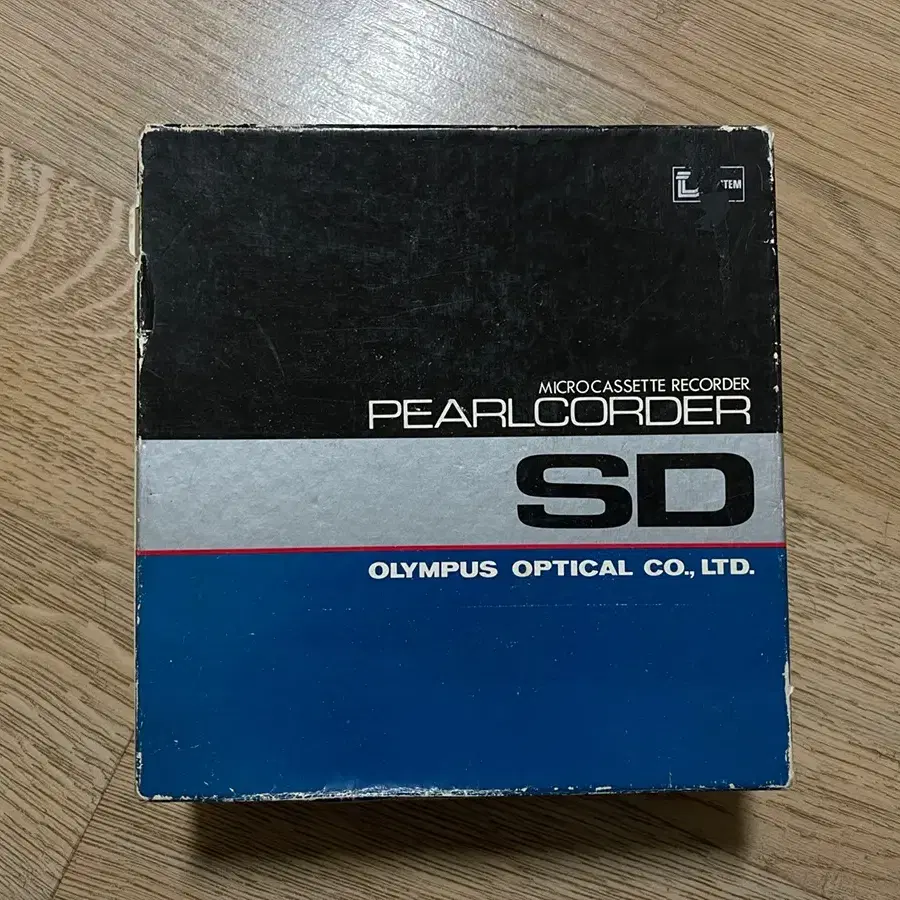 MICROCASSETTE RECORDER
PEARLCORDER
SD
OLYMPUS OPTICAL CO., LTD.